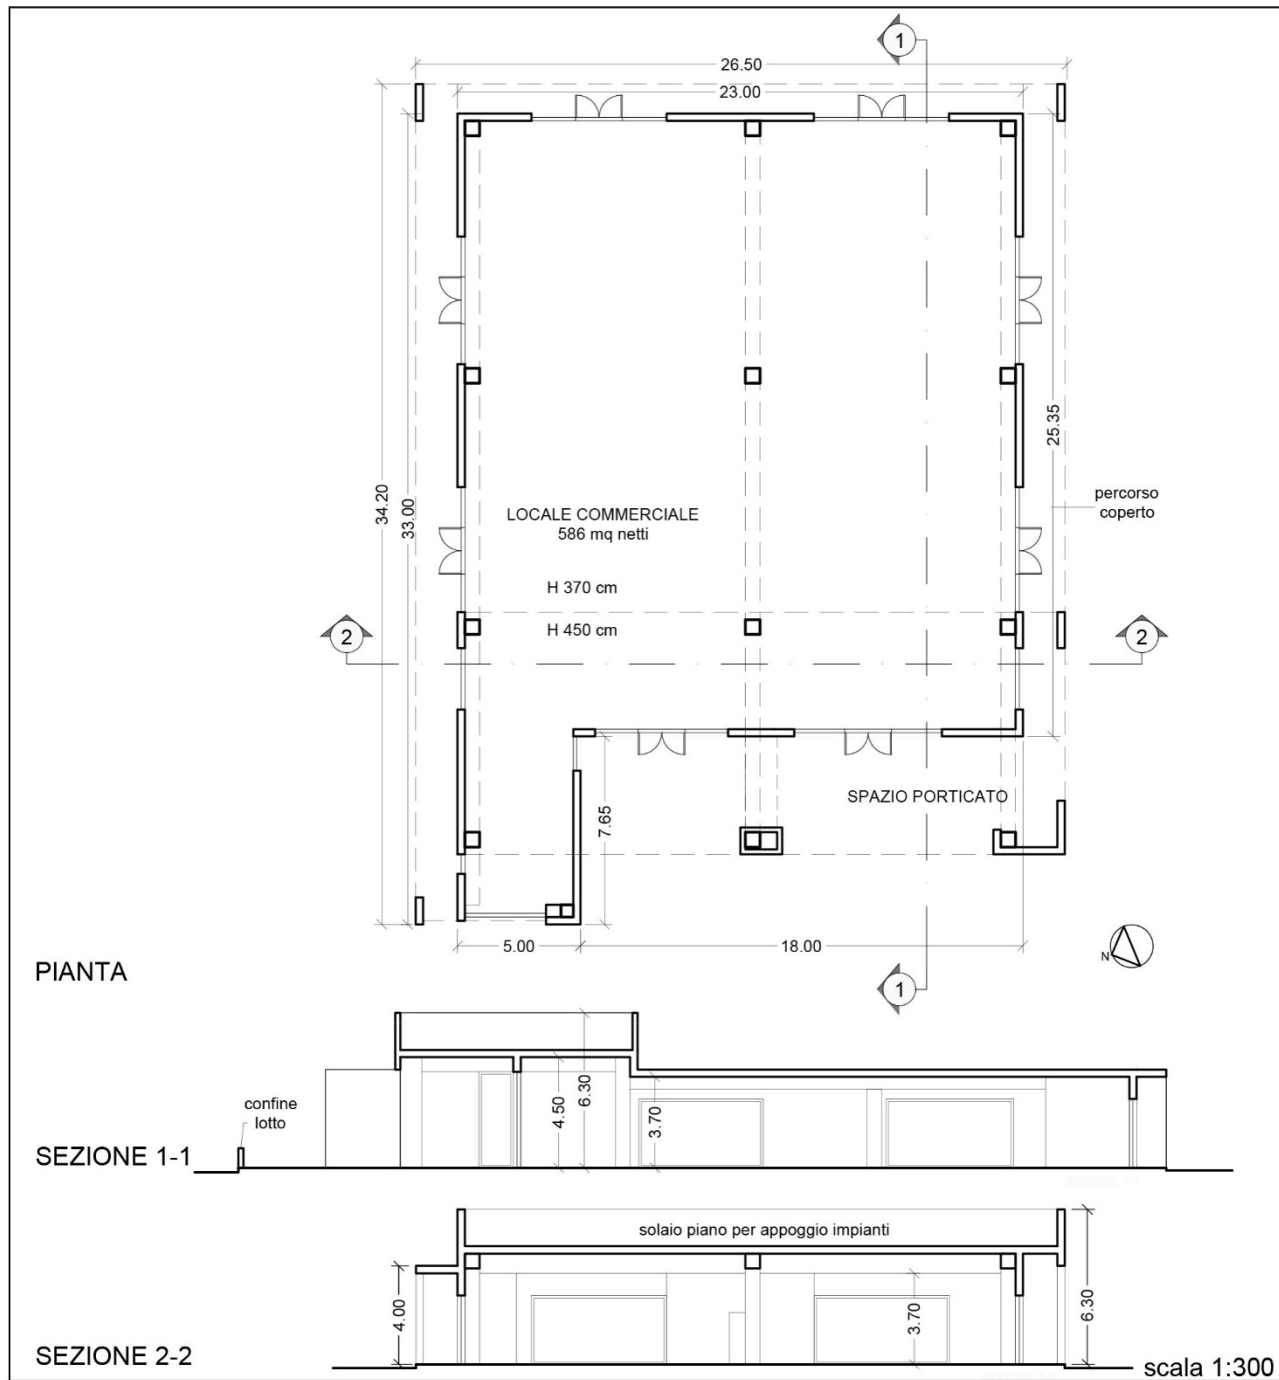 1
26.50
23.00
34.20
33.00
25.35
percorso
coperto
LOCALE COMMERCIALE
586 mq netti
H 370 cm
H 450 cm
2
2
SPAZIO PORTICATO
7.65
5.00
18.00
N
PIANTA
1
confine
lotto
4.50
6.30
3.70
SEZIONE 1-1
solaio piano per appoggio impianti
4.00
3.70
6.30
SEZIONE 2-2
scala 1:300